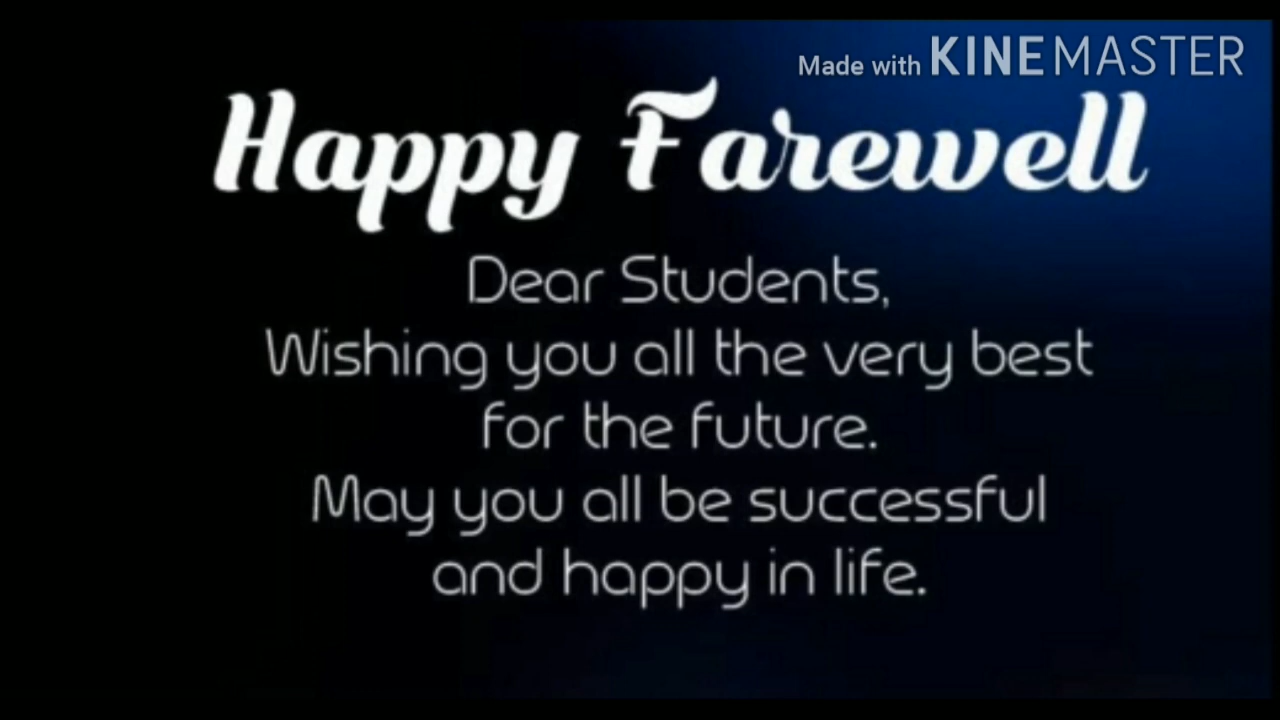 Made with KINEMASTER
Happy Farewell
Dear Students,
Wishing you all the very best
for the future.
May you all be successful
and happy in life.